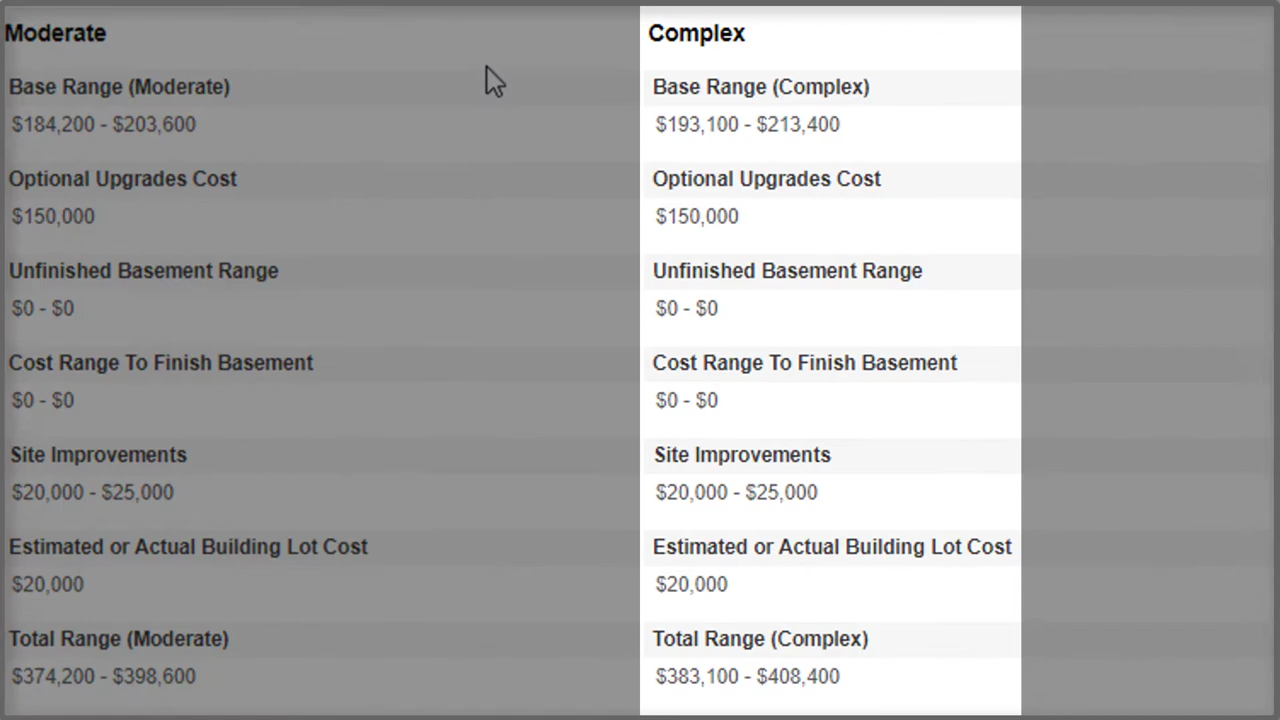 Moderate
Base Range (Moderate)
$184,200 - $203,600
Optional Upgrades Cost
$150,000
Unfinished Basement Range
$0 - $0
Cost Range To Finish Basement
$0 - $0
Site Improvements
$20,000 - $25,000
Estimated or Actual Building Lot Cost
$20,000
Total Range (Moderate)
$374,200 - $398,600
Complex
Base Range (Complex)
$193,100 - $213,400
Optional Upgrades Cost
$150,000
Unfinished Basement Range
$0 - $0
Cost Range To Finish Basement
$0 - $0
Site Improvements
$20,000 - $25,000
Estimated or Actual Building Lot Cost
$20,000
Total Range (Complex)
$383,100 - $408,400